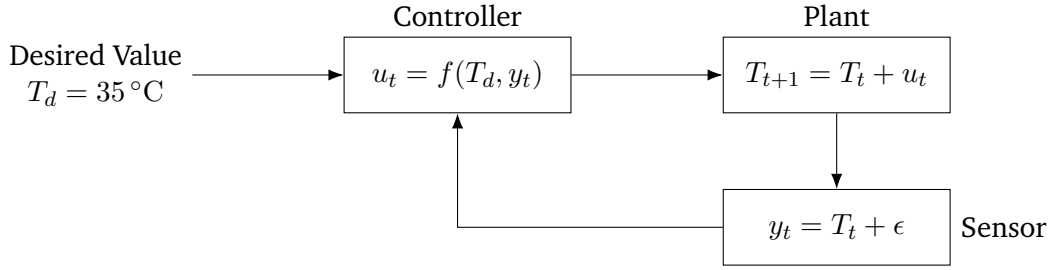 Controller
Plant
Desired Value
T_d = 35 °C
u_t = f(T_d, y_t)
T_{t+1} = T_t + u_t
y_t = T_t + ϵ
Sensor